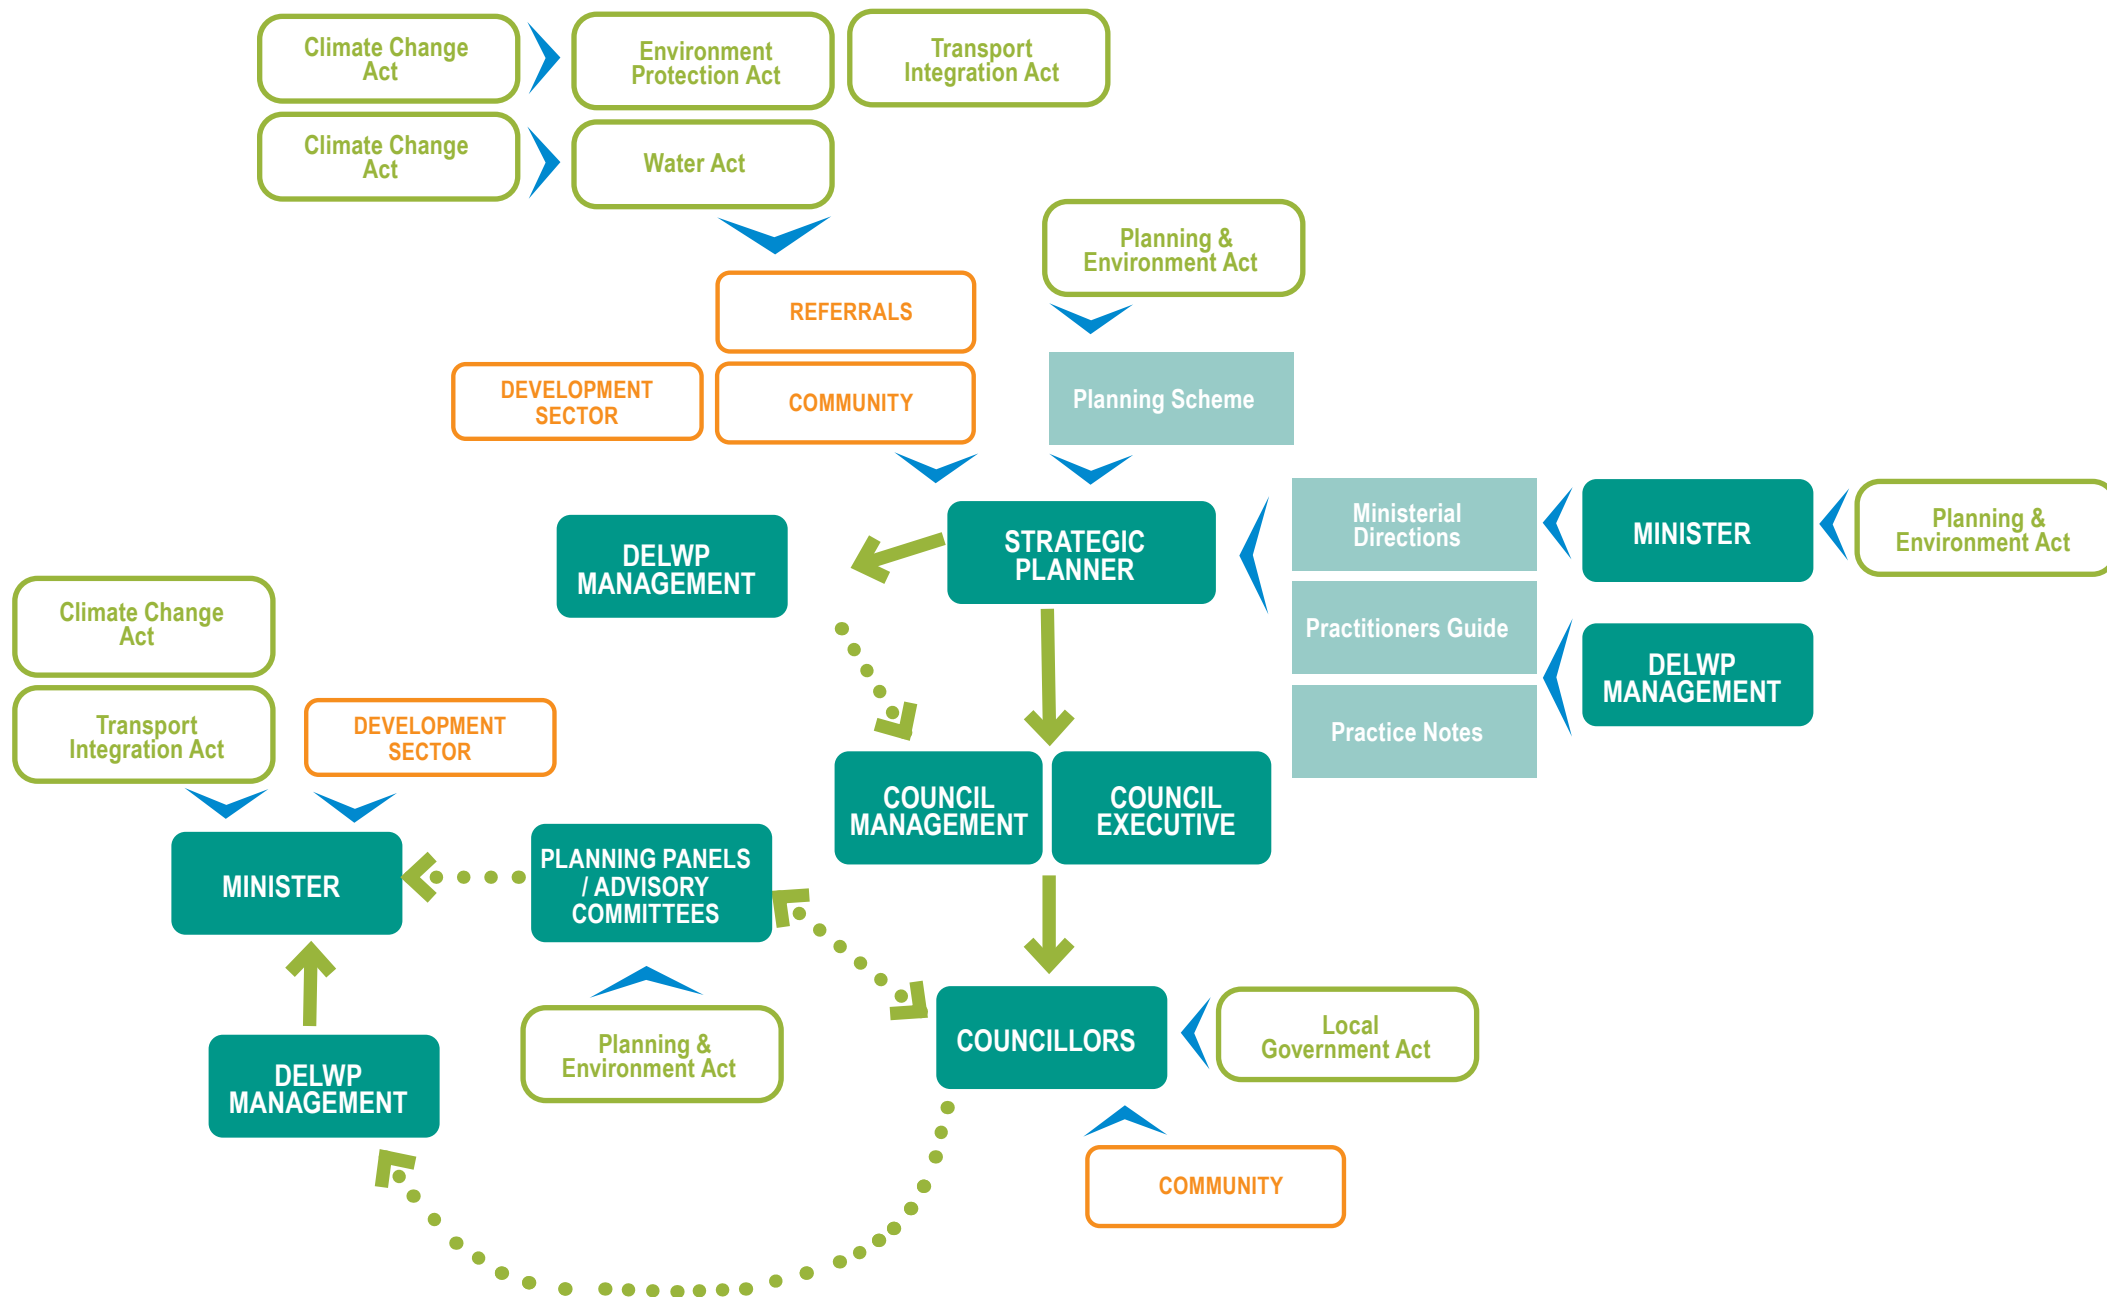 Climate Change
Act
Environment
Protection Act
Transport
Integration Act
Climate Change
Act
Water Act
Planning &
Environment Act
REFERRALS
DEVELOPMENT
SECTOR
COMMUNITY
Planning Scheme
DELWP
MANAGEMENT
STRATEGIC
PLANNER
Ministerial
Directions
MINISTER
Planning &
Environment Act
Practitioners Guide
DELWP
MANAGEMENT
Practice Notes
Climate Change
Act
Transport
Integration Act
DEVELOPMENT
SECTOR
COUNCIL
MANAGEMENT
COUNCIL
EXECUTIVE
MINISTER
PLANNING PANELS
/ ADVISORY
COMMITTEES
DELWP
MANAGEMENT
Planning &
Environment Act
COUNCILLORS
Local
Government Act
COMMUNITY